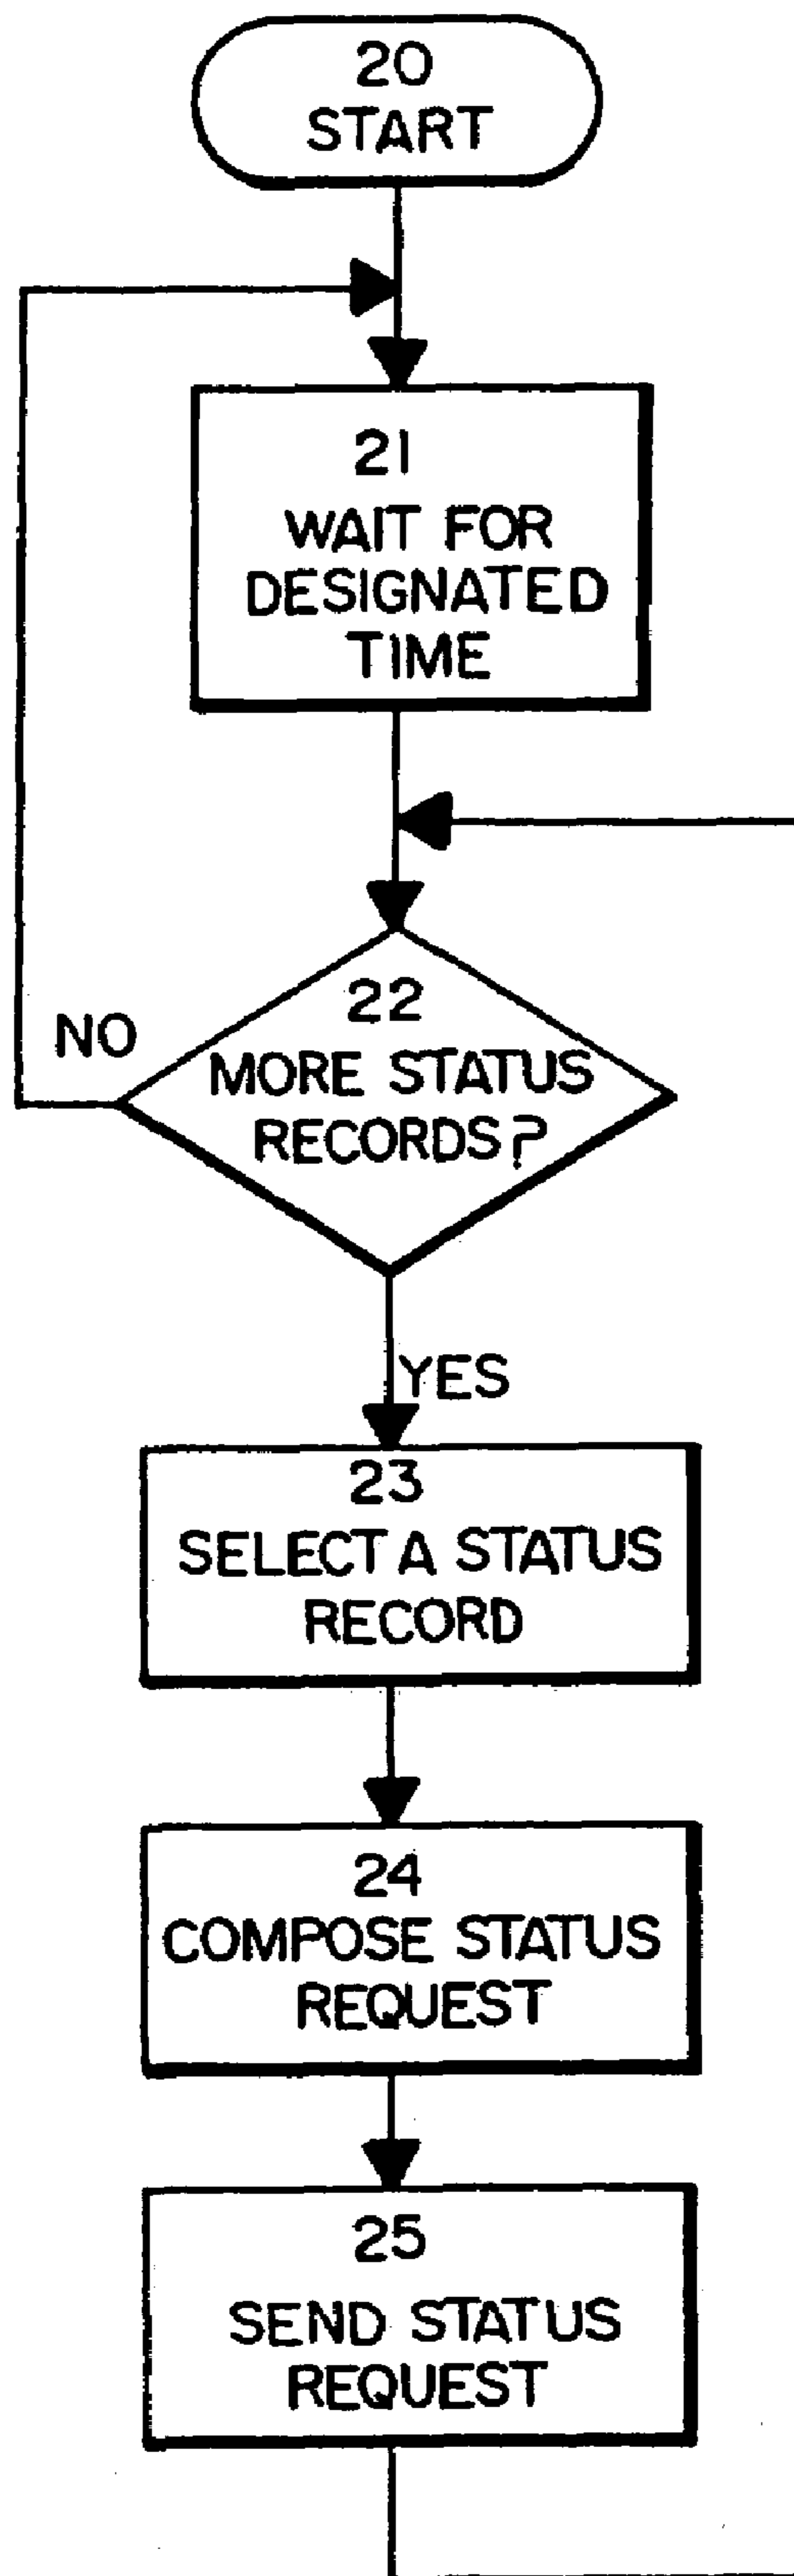 20
START
21
WAIT FOR
DESIGNATED
TIME
22
MORE STATUS
RECORDS?
NO
YES
23
SELECT A STATUS
RECORD
24
COMPOSE STATUS
REQUEST
25
SEND STATUS
REQUEST